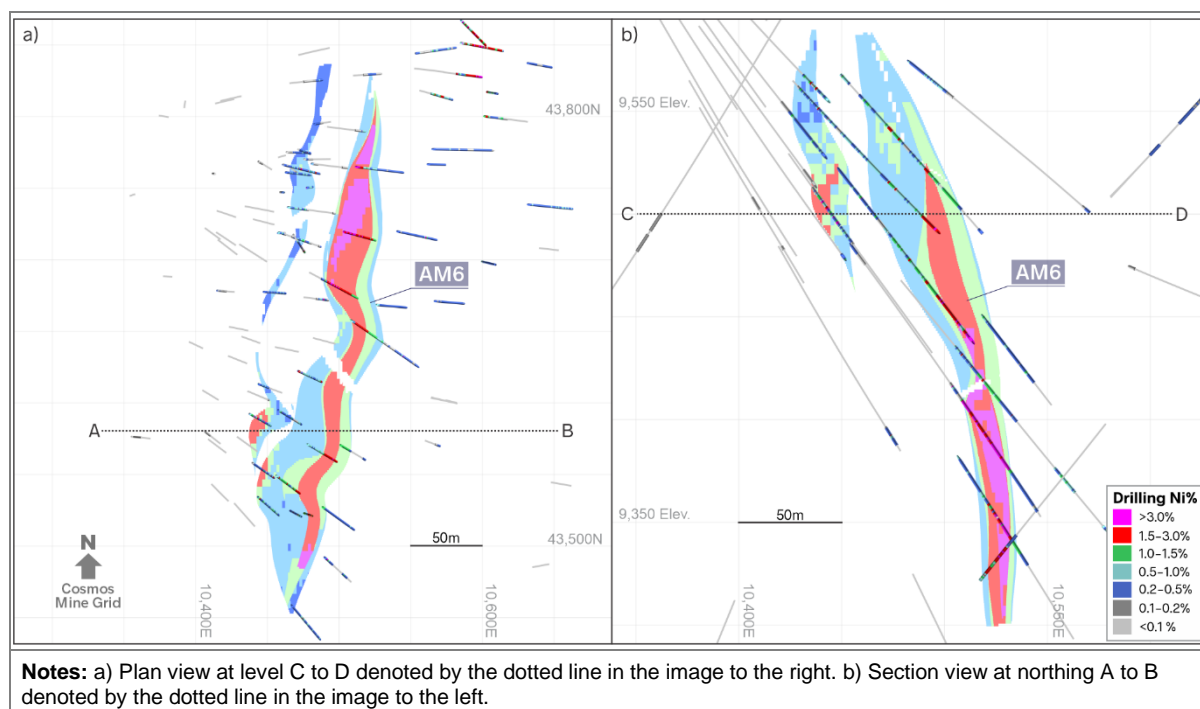 a)
43,800N
AM6
A
B
50m
N
Cosmos
Mine Grid
43,500N
10,400E
10,600E
b)
9,550 Elev.
C
D
AM6
50m
9,350 Elev.
10,400E
10,550E
Drilling Ni%
>3.0%
1.5–3.0%
1.0–1.5%
0.5–1.0%
0.2–0.5%
0.1–0.2%
<0.1 %
Notes: a) Plan view at level C to D denoted by the dotted line in the image to the right. b) Section view at northing A to B
denoted by the dotted line in the image to the left.